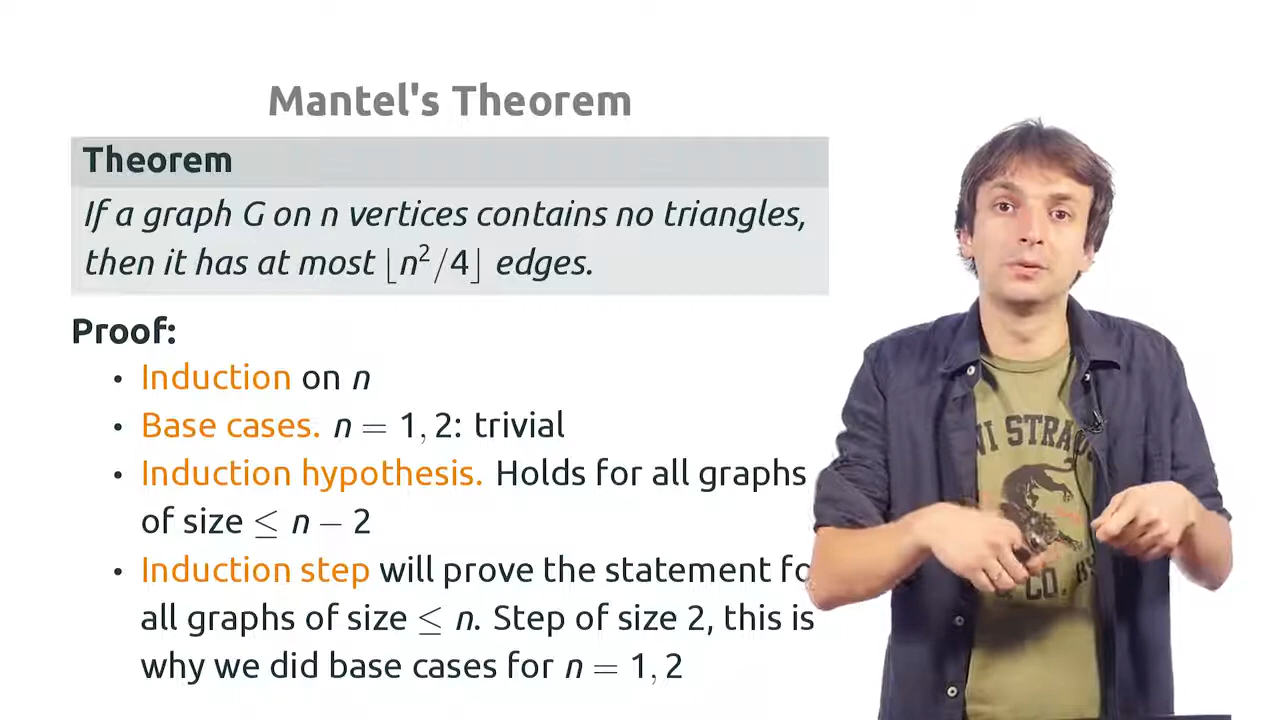 Mantel's Theorem
Theorem
If a graph G on n vertices contains no triangles,
then it has at most ⌊n²/4⌋ edges.
Proof:
• Induction on n
• Base cases. n = 1, 2: trivial
• Induction hypothesis. Holds for all graphs
of size ≤ n − 2
• Induction step will prove the statement fo
all graphs of size ≤ n. Step of size 2, this is
why we did base cases for n = 1, 2
NI STRA
CO.